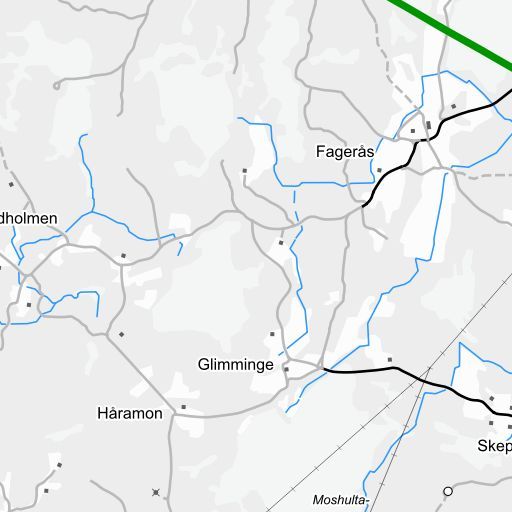 Fagerås
dholmen
Glimminge
Håramon
Skep
Moshulta-